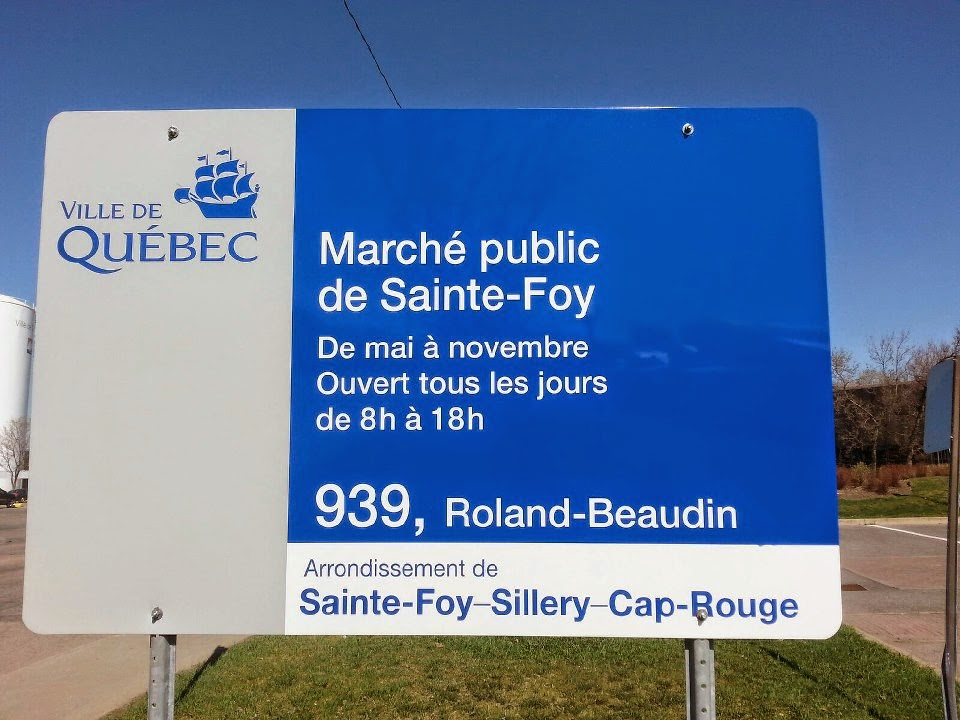 VILLE DE
QUÉBEC
Marché public
de Sainte-Foy
De mai à novembre
Ouvert tous les jours
de 8h à 18h
939, Roland-Beaudin
Arrondissement de
Sainte-Foy–Sillery–Cap-Rouge